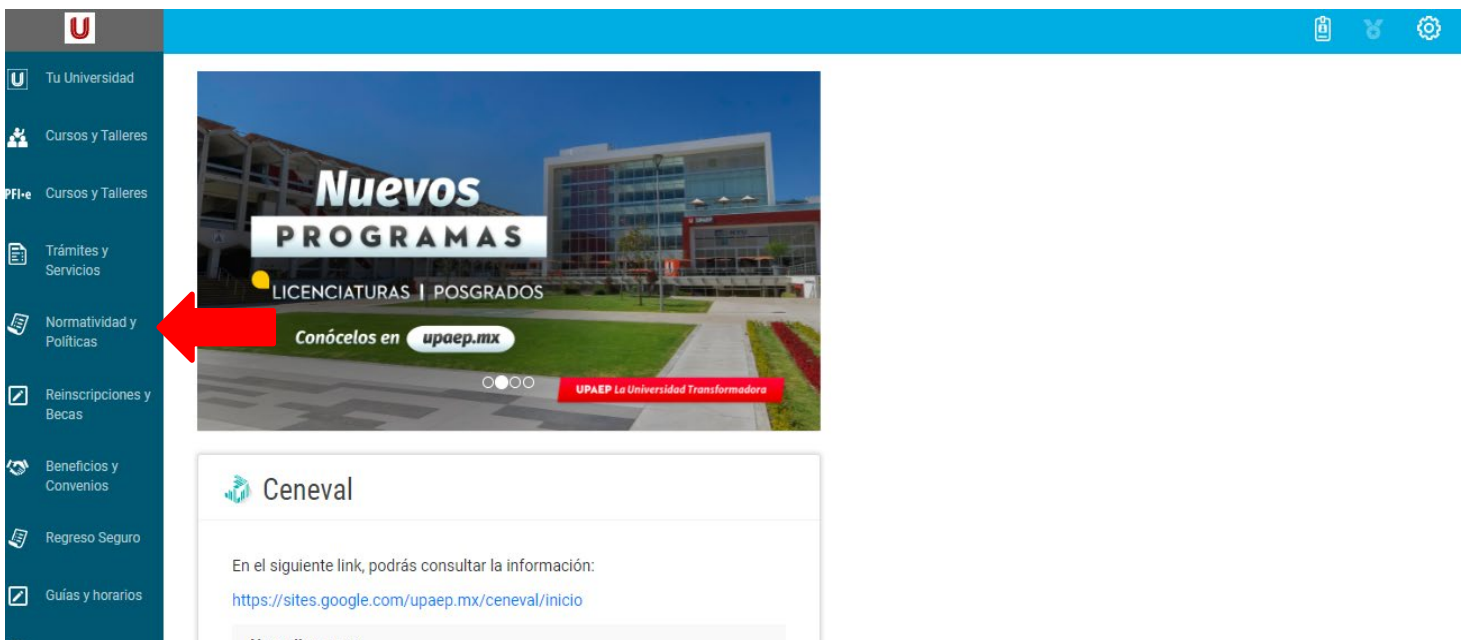 U
U Tu Universidad
Cursos y Talleres
PFI-e Cursos y Talleres
Trámites y
Servicios
Normatividad y
Políticas
Reinscripciones y
Becas
Beneficios y
Convenios
Regreso Seguro
Guías y horarios
Nuevos
PROGRAMAS
LICENCIATURAS | POSGRADOS
Conócelos en upaep.mx
UPAEP La Universidad Transformadora
Ceneval
En el siguiente link, podrás consultar la información:
https://sites.google.com/upaep.mx/ceneval/inicio